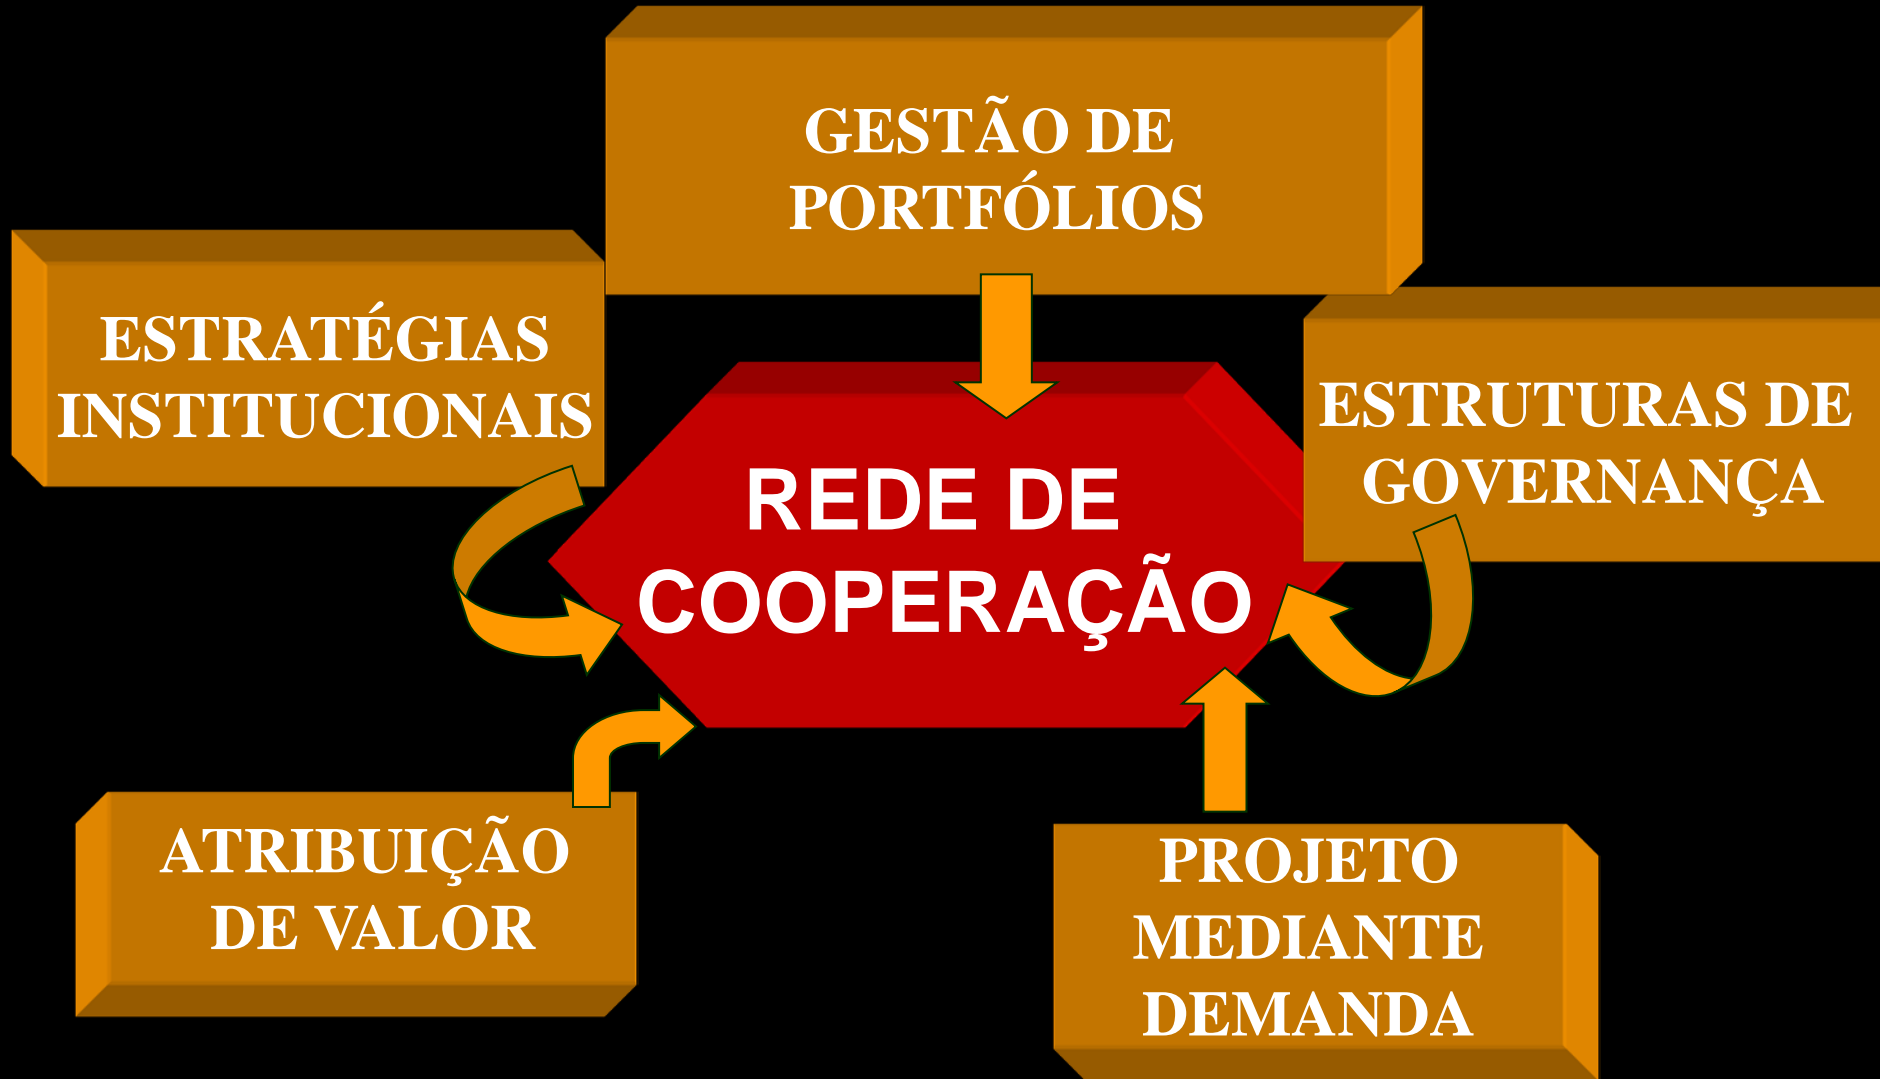 GESTÃO DE
PORTFÓLIOS
ESTRATÉGIAS
INSTITUCIONAIS
ESTRUTURAS DE
GOVERNANÇA
REDE DE
COOPERAÇÃO
ATRIBUIÇÃO
DE VALOR
PROJETO
MEDIANTE
DEMANDA